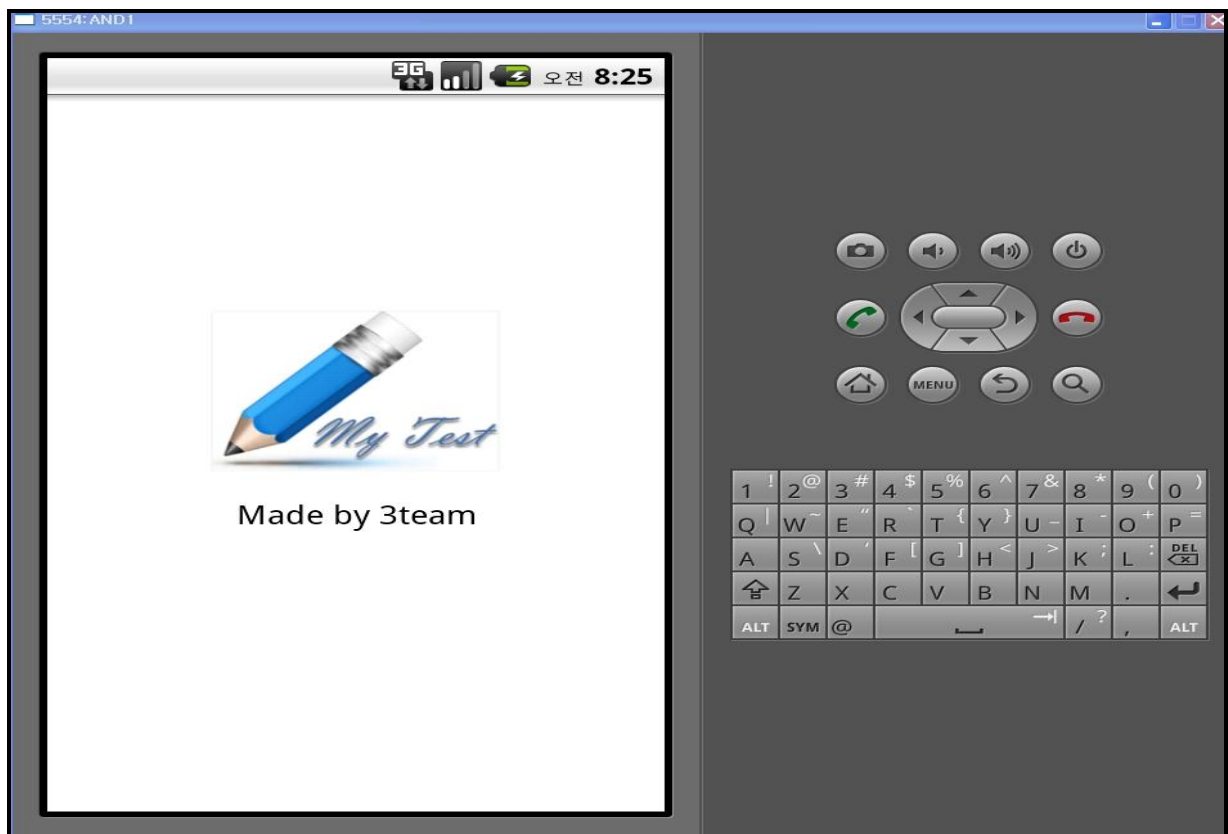 5554:AND1
3G 오전 8:25
My Test
Made by 3team
MENU
1 ! 2 @ 3 # 4 $ 5 % 6 ^ 7 & 8 * 9 ( 0 )
Q | W ~ E " R ` T { Y } U _ I - O + P =
A S \ D ' F [ G ] H < J > K ; L : DEL
Z X C V B N M .
ALT SYM @ / ? , ALT